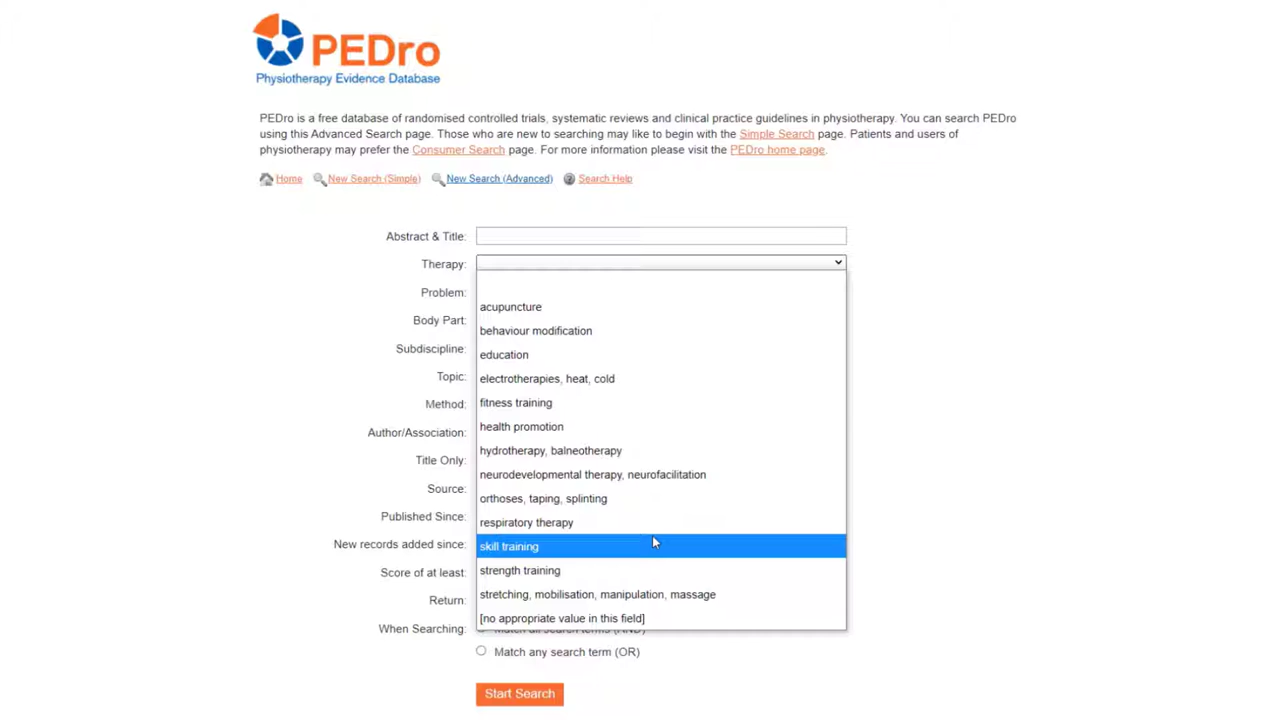 PEDro
Physiotherapy Evidence Database
PEDro is a free database of randomised controlled trials, systematic reviews and clinical practice guidelines in physiotherapy. You can search PEDro
using this Advanced Search page. Those who are new to searching may like to begin with the Simple Search page. Patients and users of
physiotherapy may prefer the Consumer Search page. For more information please visit the PEDro home page.
Home New Search (Simple) New Search (Advanced) Search Help
Abstract & Title:
Therapy:
Problem:
acupuncture
Body Part:
behaviour modification
Subdiscipline:
education
Topic:
electrotherapies, heat, cold
Method:
fitness training
health promotion
Author/Association:
hydrotherapy, balneotherapy
Title Only:
neurodevelopmental therapy, neurofacilitation
Source:
orthoses, taping, splinting
Published Since:
respiratory therapy
New records added since:
skill training
Score of at least:
strength training
Return:
stretching, mobilisation, manipulation, massage
[no appropriate value in this field]
When Searching: Match all search terms (AND)
Match any search term (OR)
Start Search